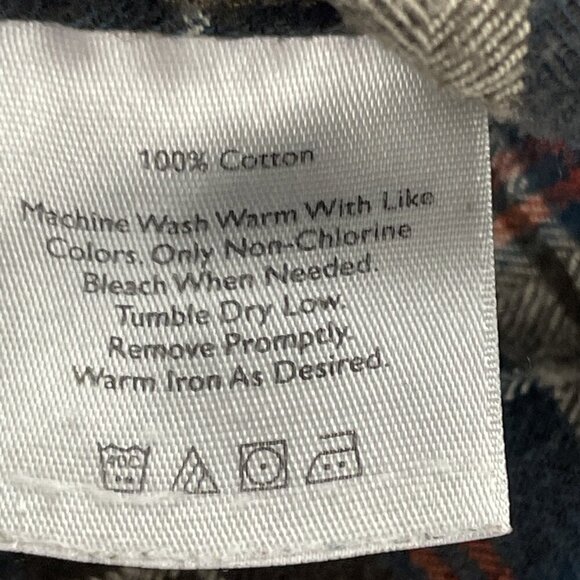 100% Cotton
Machine Wash Warm With Like
Colors. Only Non-Chlorine
Bleach When Needed.
Tumble Dry Low.
Remove Promptly.
Warm Iron As Desired.
40C